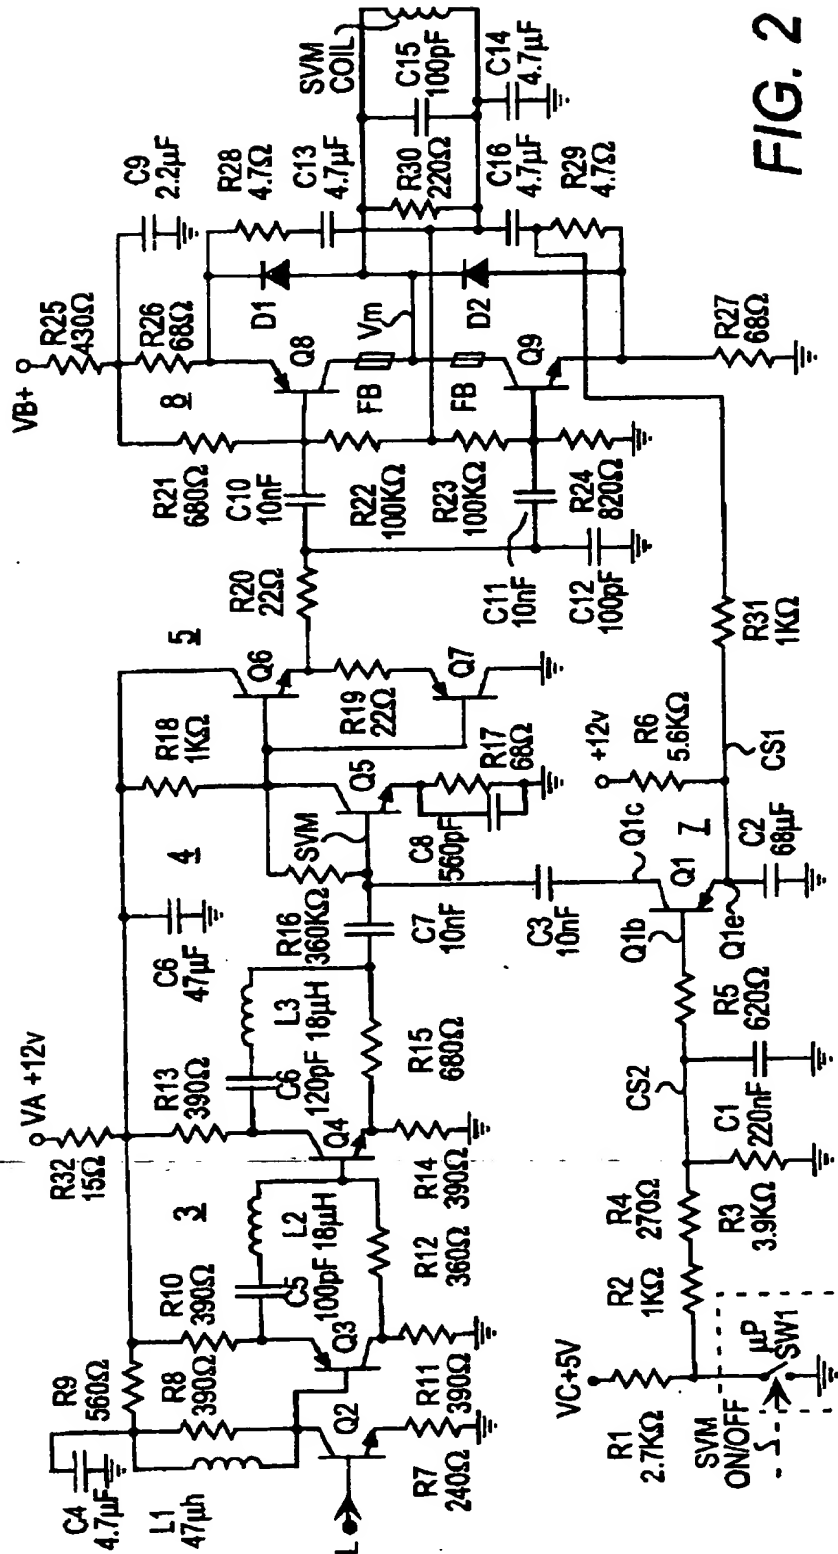 FIG. 2
L
C4
4.7µF
L1
47µh
R9
560Ω
R8
390Ω
Q2
R7
240Ω
R10
390Ω
Q3
R11
390Ω
C5
100pF
L2
18µH
R12
360Ω
3
VA +12v
R32
15Ω
R13
390Ω
Q4
R14
390Ω
C6
120pF
L3
18µH
R15
680Ω
C6
47µF
4
R16
360KΩ
C7
10nF
SVM
R18
1KΩ
Q5
C8
560pF
R17
68Ω
5
Q6
R19
22Ω
Q7
R20
22Ω
VB+
R25
430Ω
C9
2.2µF
R26
68Ω
8
R21
680Ω
C10
10nF
R22
100KΩ
R23
100KΩ
C11
10nF
R24
820Ω
C12
100pF
Q8
FB
FB
Q9
D1
Vm
D2
R27
68Ω
R28
4.7Ω
C13
4.7µF
R30
220Ω
C16
4.7µF
R29
4.7Ω
SVM
COIL
C15
100pF
C14
4.7µF
VC+5V
R1
2.7KΩ
SVM
ON/OFF
µP
SW1
R2
1KΩ
R4
270Ω
R3
3.9KΩ
CS2
C1
220nF
R5
620Ω
C3
10nF
Q1b
Q1c
Q1
7
Q1e
C2
68µF
+12v
R6
5.6KΩ
CS1
R31
1KΩ